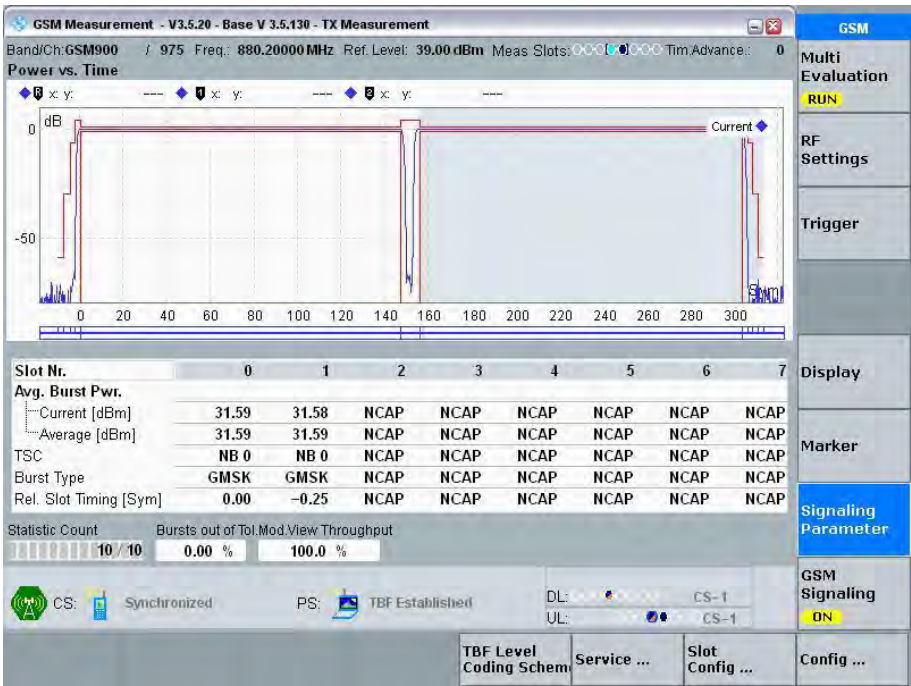 GSM Measurement - V3.5.20 - Base V 3.5.130 - TX Measurement
Band/Ch:GSM900 / 975 Freq.: 880.20000 MHz Ref. Level: 39.00 dBm Meas Slots: Tim.Advance.: 0
Power vs. Time
R x: y: --- 1 x: y: --- 2 x: y: ---
dB
Current
0
-50
Sym
0 20 40 60 80 100 120 140 160 180 200 220 240 260 280 300
Slot Nr. 0 1 2 3 4 5 6 7
Avg. Burst Pwr.
Current [dBm] 31.59 31.58 NCAP NCAP NCAP NCAP NCAP NCAP
Average [dBm] 31.59 31.59 NCAP NCAP NCAP NCAP NCAP NCAP
TSC NB 0 NB 0 NCAP NCAP NCAP NCAP NCAP NCAP
Burst Type GMSK GMSK NCAP NCAP NCAP NCAP NCAP NCAP
Rel. Slot Timing [Sym] 0.00 -0.25 NCAP NCAP NCAP NCAP NCAP NCAP
Statistic Count Bursts out of Tol. Mod.View Throughput
10 / 10 0.00 % 100.0 %
CS: Synchronized PS: TBF Established
DL: CS-1
UL: CS-1
GSM
Multi
Evaluation
RUN
RF
Settings
Trigger
Display
Marker
Signaling
Parameter
GSM
Signaling
ON
TBF Level
Coding Schem
Service ...
Slot
Config ...
Config ...